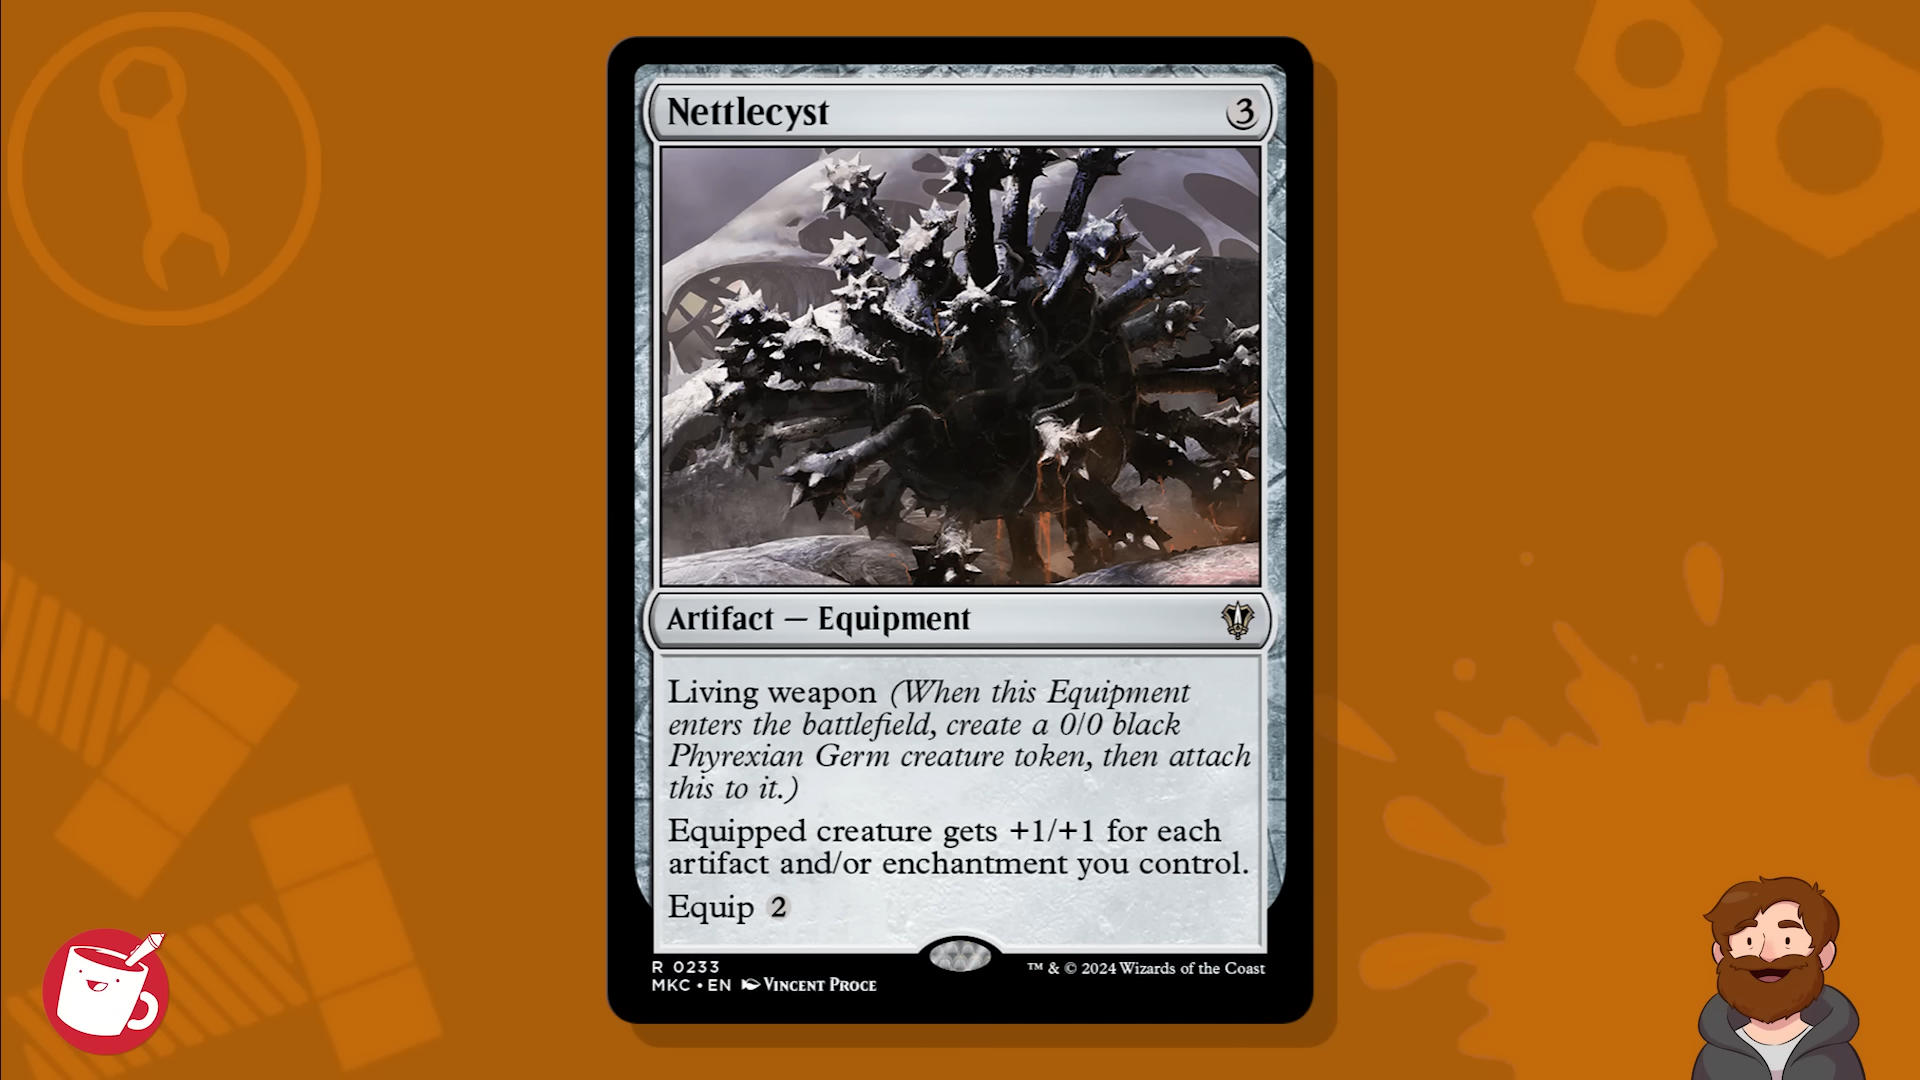 Nettlecyst 3
Artifact — Equipment
Living weapon (When this Equipment
enters the battlefield, create a 0/0 black
Phyrexian Germ creature token, then attach
this to it.)
Equipped creature gets +1/+1 for each
artifact and/or enchantment you control.
Equip 2
R 0233
MKC • EN Vincent Proce
™ & © 2024 Wizards of the Coast